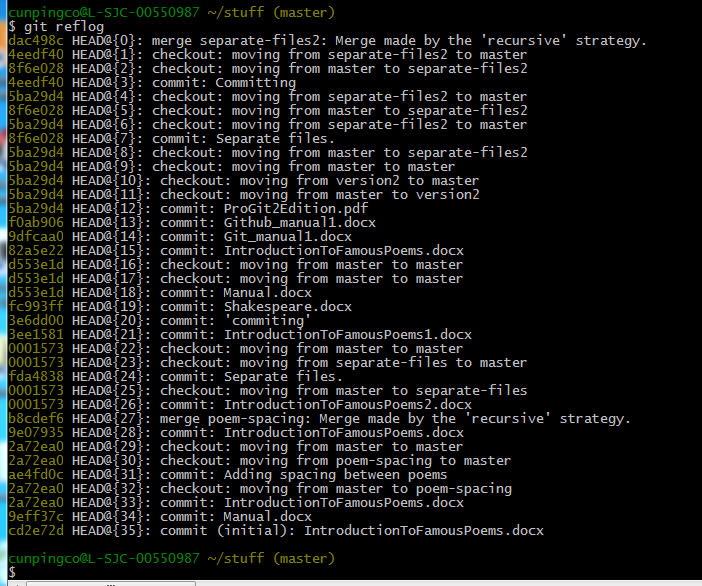 cunpingco@L-SJC-00550987 ~/stuff (master)
$ git reflog
dac498c HEAD@{0}: merge separate-files2: Merge made by the 'recursive' strategy.
4eedf40 HEAD@{1}: checkout: moving from separate-files2 to master
8f6e028 HEAD@{2}: checkout: moving from master to separate-files2
4eedf40 HEAD@{3}: commit: Committing
5ba29d4 HEAD@{4}: checkout: moving from separate-files2 to master
8f6e028 HEAD@{5}: checkout: moving from master to separate-files2
5ba29d4 HEAD@{6}: checkout: moving from separate-files2 to master
8f6e028 HEAD@{7}: commit: Separate files.
5ba29d4 HEAD@{8}: checkout: moving from master to separate-files2
5ba29d4 HEAD@{9}: checkout: moving from master to master
5ba29d4 HEAD@{10}: checkout: moving from version2 to master
5ba29d4 HEAD@{11}: checkout: moving from master to version2
5ba29d4 HEAD@{12}: commit: ProGit2Edition.pdf
f0ab906 HEAD@{13}: commit: Github_manual1.docx
9dfcaa0 HEAD@{14}: commit: Git_manual1.docx
82a5e22 HEAD@{15}: commit: IntroductionToFamousPoems.docx
d553e1d HEAD@{16}: checkout: moving from master to master
d553e1d HEAD@{17}: checkout: moving from master to master
d553e1d HEAD@{18}: commit: Manual.docx
fc993ff HEAD@{19}: commit: Shakespeare.docx
3e6dd00 HEAD@{20}: commit: 'commiting'
3ee1581 HEAD@{21}: commit: IntroductionToFamousPoems1.docx
0001573 HEAD@{22}: checkout: moving from master to master
0001573 HEAD@{23}: checkout: moving from separate-files to master
fda4838 HEAD@{24}: commit: Separate files.
0001573 HEAD@{25}: checkout: moving from master to separate-files
0001573 HEAD@{26}: commit: IntroductionToFamousPoems2.docx
b8cdef6 HEAD@{27}: merge poem-spacing: Merge made by the 'recursive' strategy.
9e07935 HEAD@{28}: commit: IntroductionToFamousPoems.docx
2a72ea0 HEAD@{29}: checkout: moving from master to master
2a72ea0 HEAD@{30}: checkout: moving from poem-spacing to master
ae4fd0c HEAD@{31}: commit: Adding spacing between poems
2a72ea0 HEAD@{32}: checkout: moving from master to poem-spacing
2a72ea0 HEAD@{33}: commit: IntroductionToFamousPoems.docx
9eff37c HEAD@{34}: commit: Manual.docx
cd2e72d HEAD@{35}: commit (initial): IntroductionToFamousPoems.docx
cunpingco@L-SJC-00550987 ~/stuff (master)
$